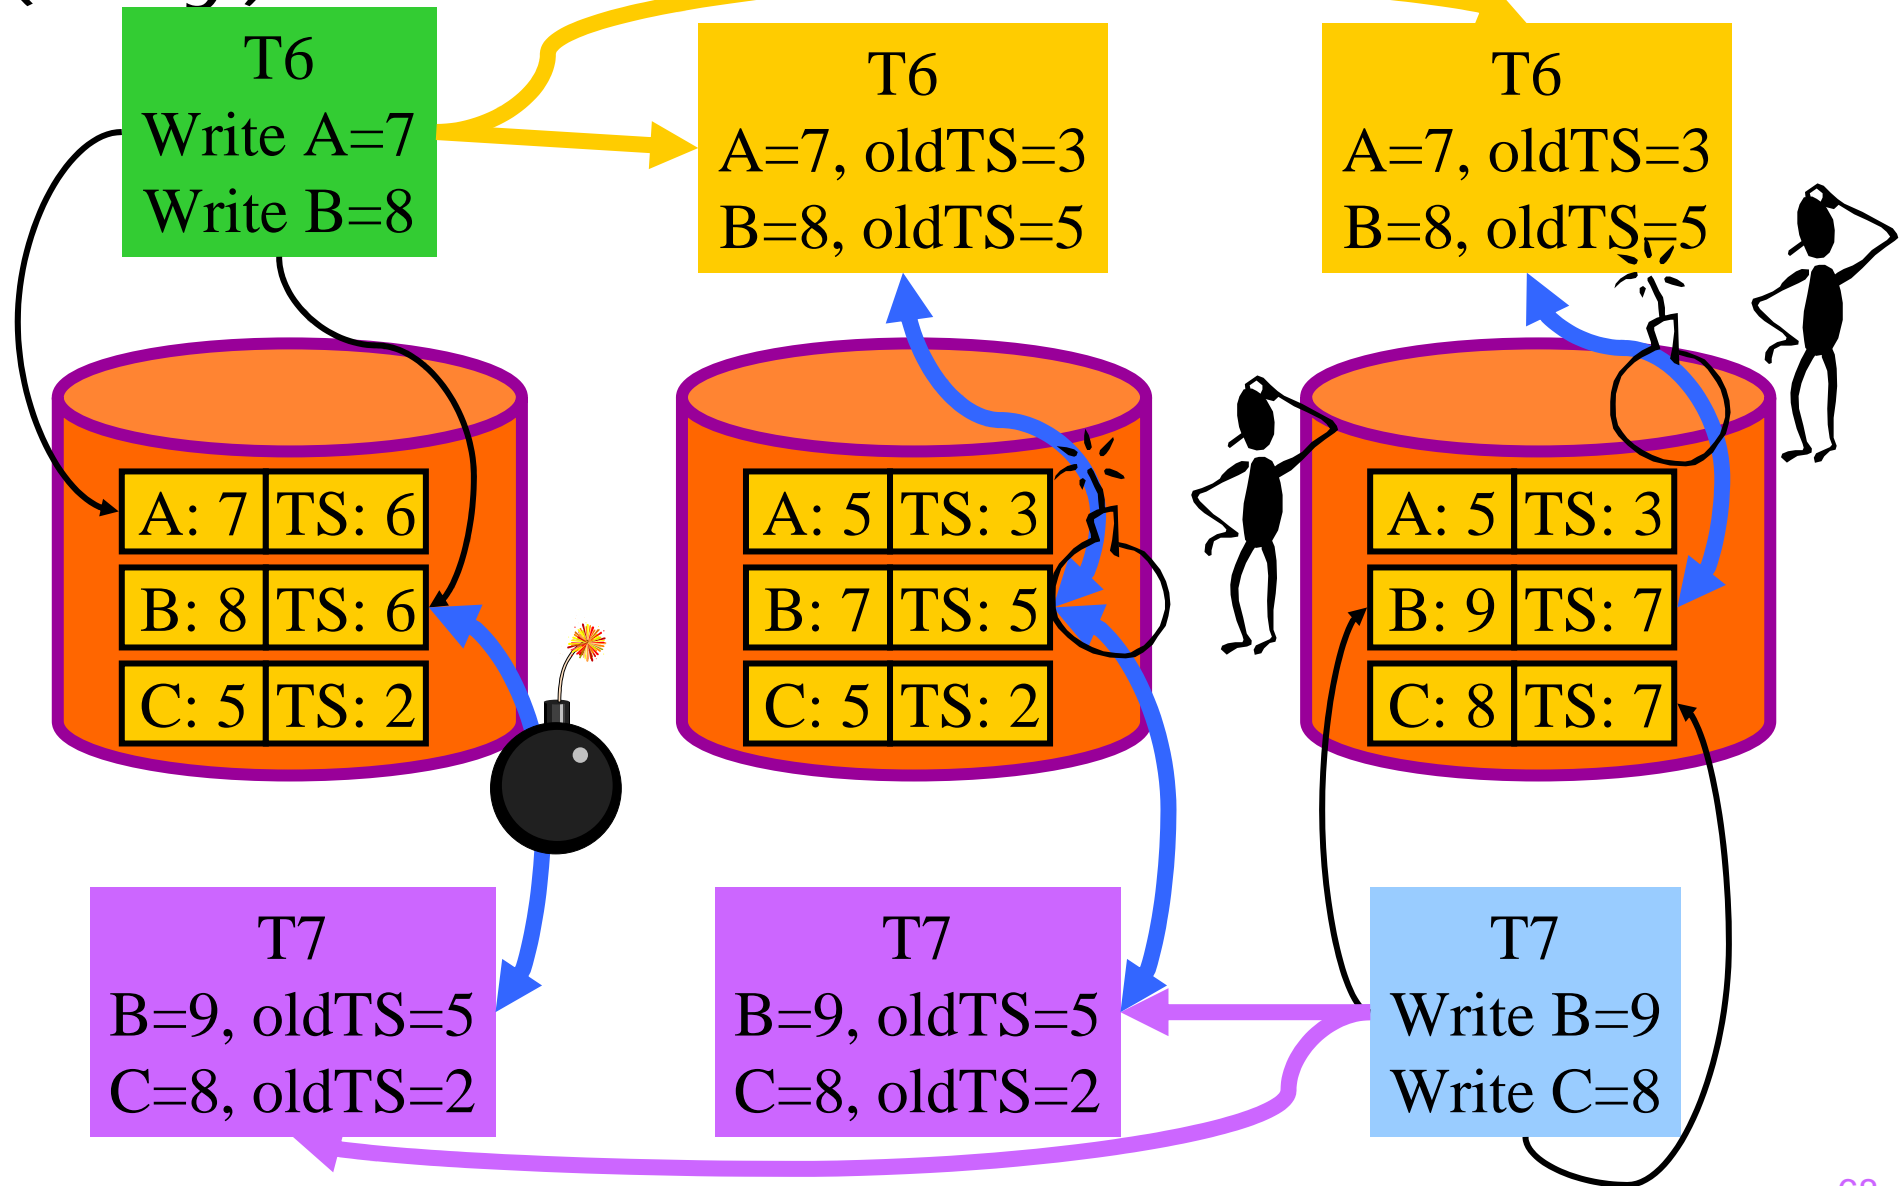 T6
Write A=7
Write B=8
T6
A=7, oldTS=3
B=8, oldTS=5
T6
A=7, oldTS=3
B=8, oldTS=5
A: 7 TS: 6
B: 8 TS: 6
C: 5 TS: 2
A: 5 TS: 3
B: 7 TS: 5
C: 5 TS: 2
A: 5 TS: 3
B: 9 TS: 7
C: 8 TS: 7
T7
B=9, oldTS=5
C=8, oldTS=2
T7
B=9, oldTS=5
C=8, oldTS=2
T7
Write B=9
Write C=8